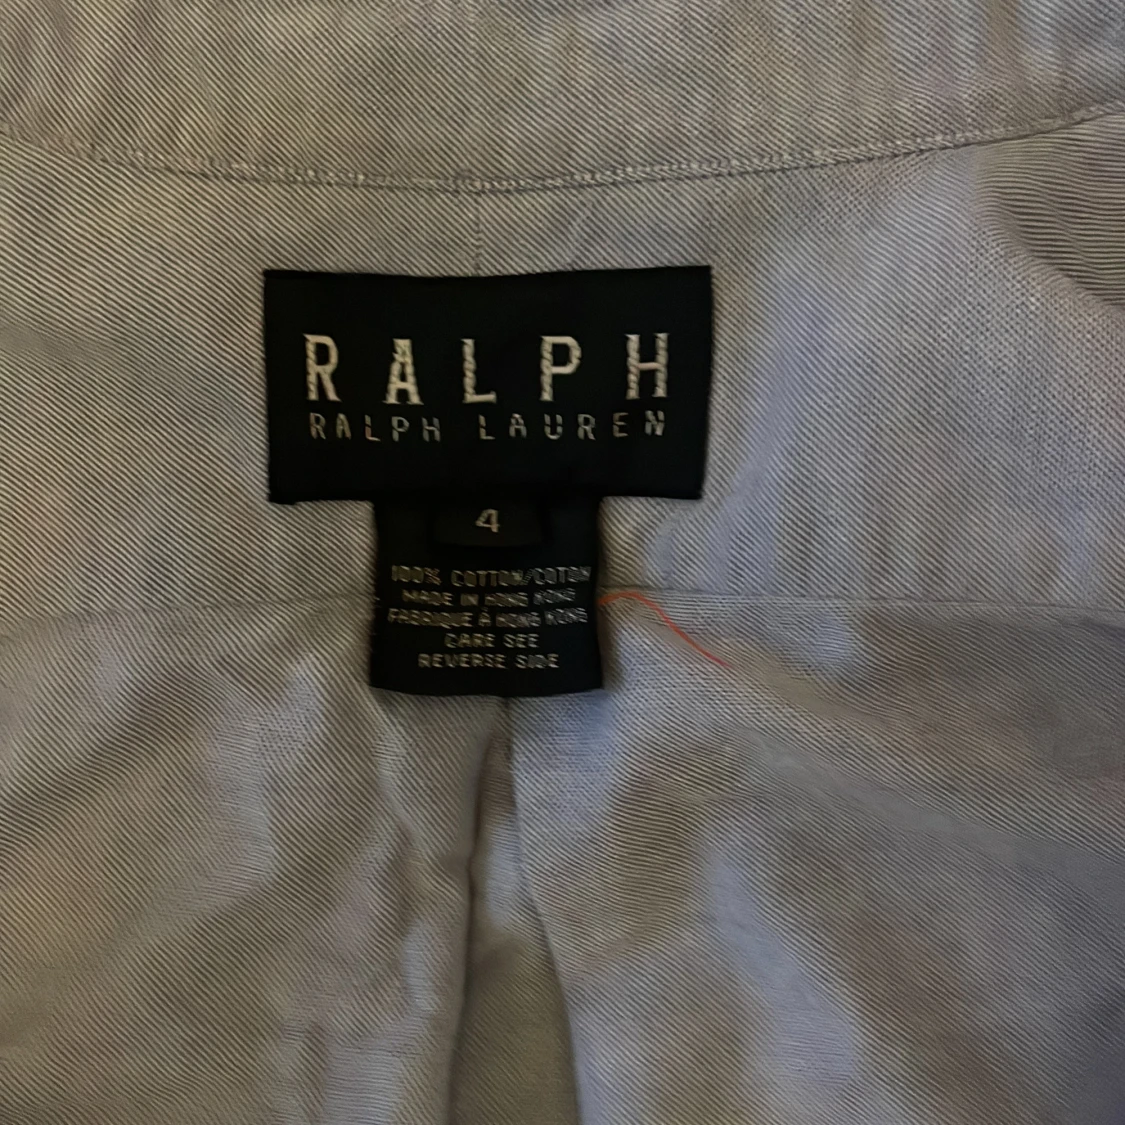 RALPH
RALPH LAUREN
4
100% COTTON/COTON
MADE IN HONG KONG
FABRIQUE À HONG KONG
CARE SEE
REVERSE SIDE